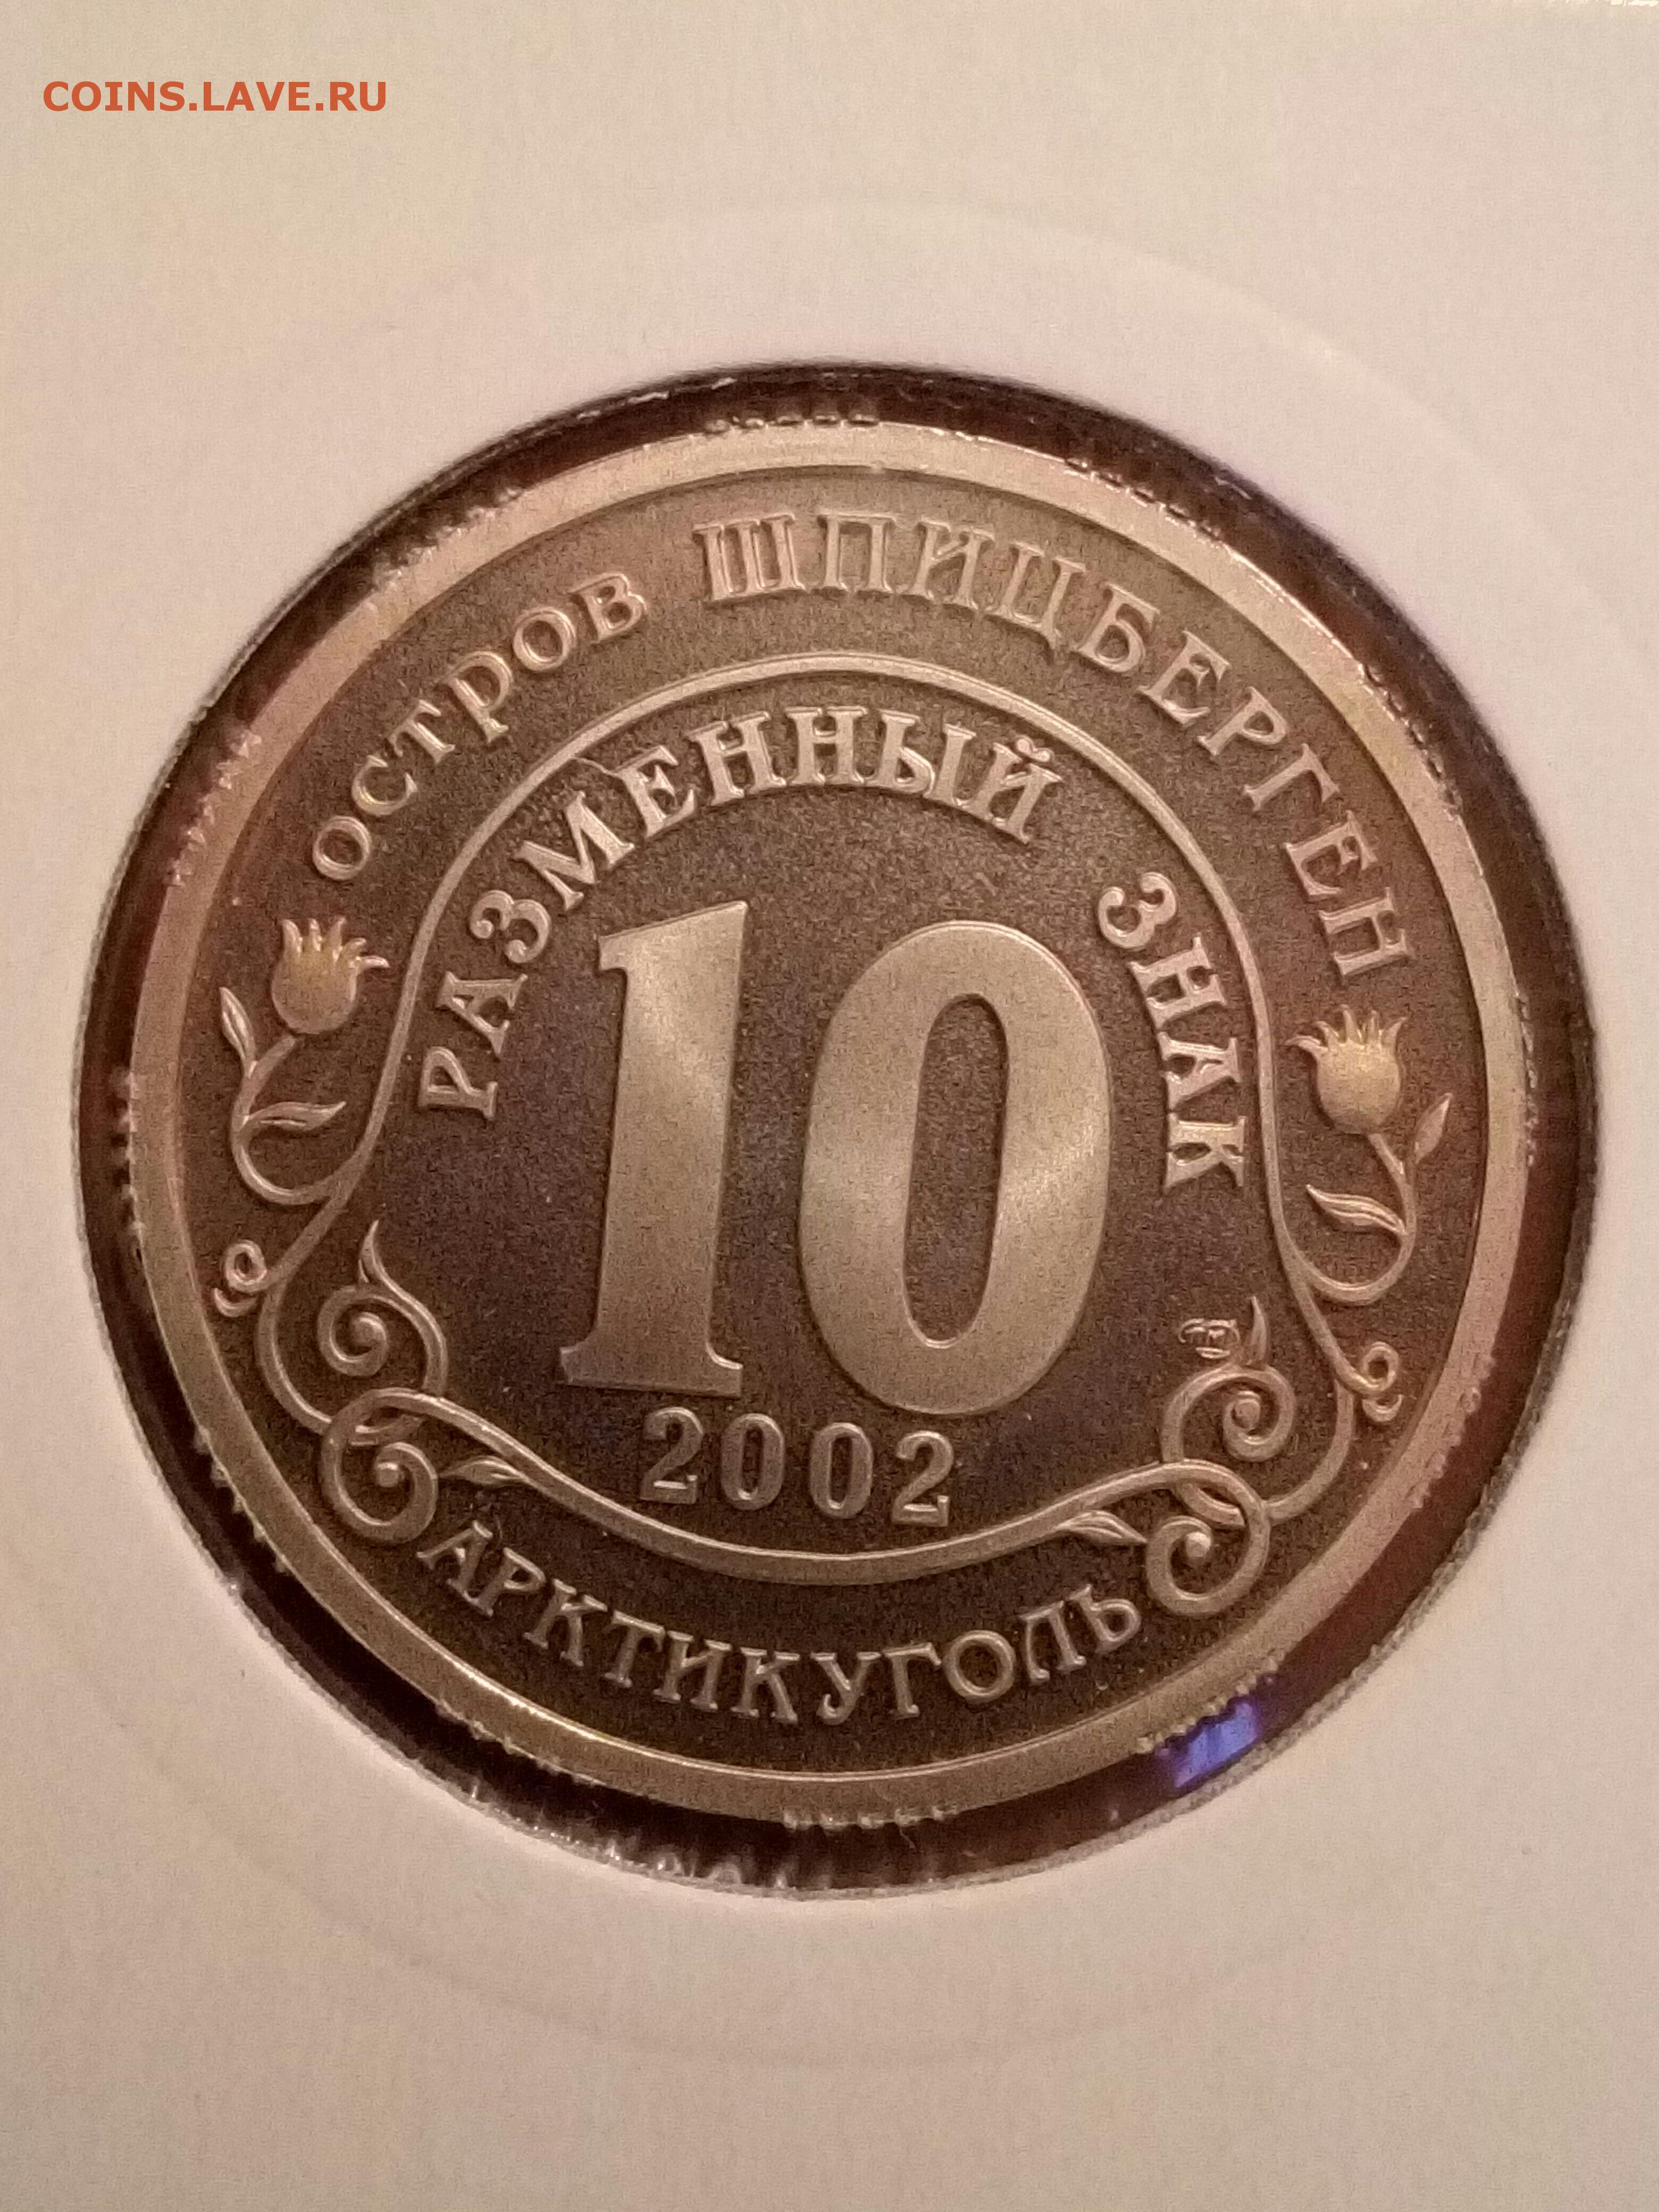 COINS.LAVE.RU
остров ШПИЦБЕРГЕН
РАЗМЕННЫЙ ЗНАК
10
2002
АРКТИКУГОЛЬ